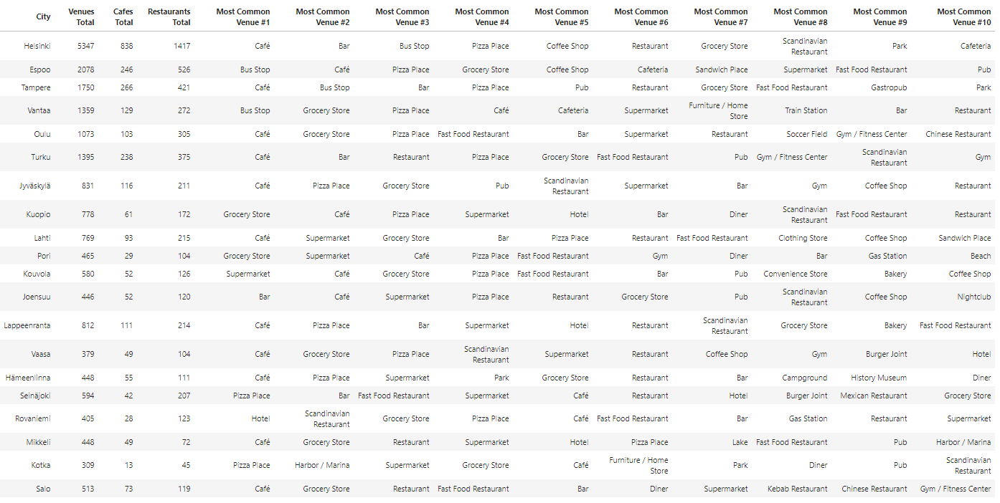 City Venues Total Cafes Total Restaurants Total Most Common Venue #1 Most Common Venue #2 Most Common Venue #3 Most Common Venue #4 Most Common Venue #5 Most Common Venue #6 Most Common Venue #7 Most Common Venue #8 Most Common Venue #9 Most Common Venue #10
Helsinki 5347 838 1417 Café Bar Bus Stop Pizza Place Coffee Shop Restaurant Grocery Store Scandinavian Restaurant Park Cafeteria
Espoo 2078 246 526 Bus Stop Café Pizza Place Grocery Store Coffee Shop Cafeteria Sandwich Place Supermarket Fast Food Restaurant Pub
Tampere 1750 266 421 Café Bus Stop Bar Pizza Place Pub Restaurant Grocery Store Fast Food Restaurant Gastropub Park
Vantaa 1359 129 272 Bus Stop Grocery Store Pizza Place Café Cafeteria Supermarket Furniture / Home Store Train Station Bar Restaurant
Oulu 1073 103 305 Café Grocery Store Pizza Place Fast Food Restaurant Bar Supermarket Restaurant Soccer Field Gym / Fitness Center Chinese Restaurant
Turku 1395 238 375 Café Bar Restaurant Pizza Place Grocery Store Fast Food Restaurant Pub Gym / Fitness Center Scandinavian Restaurant Gym
Jyväskylä 831 116 211 Café Pizza Place Grocery Store Pub Scandinavian Restaurant Supermarket Bar Gym Coffee Shop Restaurant
Kuopio 778 61 172 Grocery Store Café Pizza Place Supermarket Hotel Bar Diner Scandinavian Restaurant Fast Food Restaurant Restaurant
Lahti 769 93 215 Café Supermarket Grocery Store Bar Pizza Place Restaurant Fast Food Restaurant Clothing Store Coffee Shop Sandwich Place
Pori 465 29 104 Grocery Store Supermarket Café Pizza Place Fast Food Restaurant Gym Diner Bar Gas Station Beach
Kouvola 580 52 126 Supermarket Café Grocery Store Pizza Place Fast Food Restaurant Bar Pub Convenience Store Bakery Coffee Shop
Joensuu 446 52 120 Bar Café Supermarket Pizza Place Restaurant Grocery Store Pub Scandinavian Restaurant Coffee Shop Nightclub
Lappeenranta 812 111 214 Café Pizza Place Bar Supermarket Hotel Restaurant Scandinavian Restaurant Grocery Store Bakery Fast Food Restaurant
Vaasa 379 49 104 Café Grocery Store Pizza Place Scandinavian Restaurant Supermarket Restaurant Coffee Shop Gym Burger Joint Hotel
Hämeenlinna 448 55 111 Café Pizza Place Supermarket Park Grocery Store Restaurant Bar Campground History Museum Diner
Seinäjoki 594 42 207 Pizza Place Bar Fast Food Restaurant Supermarket Café Restaurant Hotel Burger Joint Mexican Restaurant Grocery Store
Rovaniemi 405 28 123 Hotel Scandinavian Restaurant Grocery Store Pizza Place Café Fast Food Restaurant Bar Gas Station Restaurant Supermarket
Mikkeli 448 49 72 Café Grocery Store Restaurant Supermarket Hotel Pizza Place Lake Fast Food Restaurant Pub Harbor / Marina
Kotka 309 13 45 Pizza Place Harbor / Marina Supermarket Grocery Store Café Furniture / Home Store Park Diner Pub Scandinavian Restaurant
Salo 513 73 119 Café Grocery Store Restaurant Fast Food Restaurant Bar Diner Supermarket Kebab Restaurant Chinese Restaurant Gym / Fitness Center